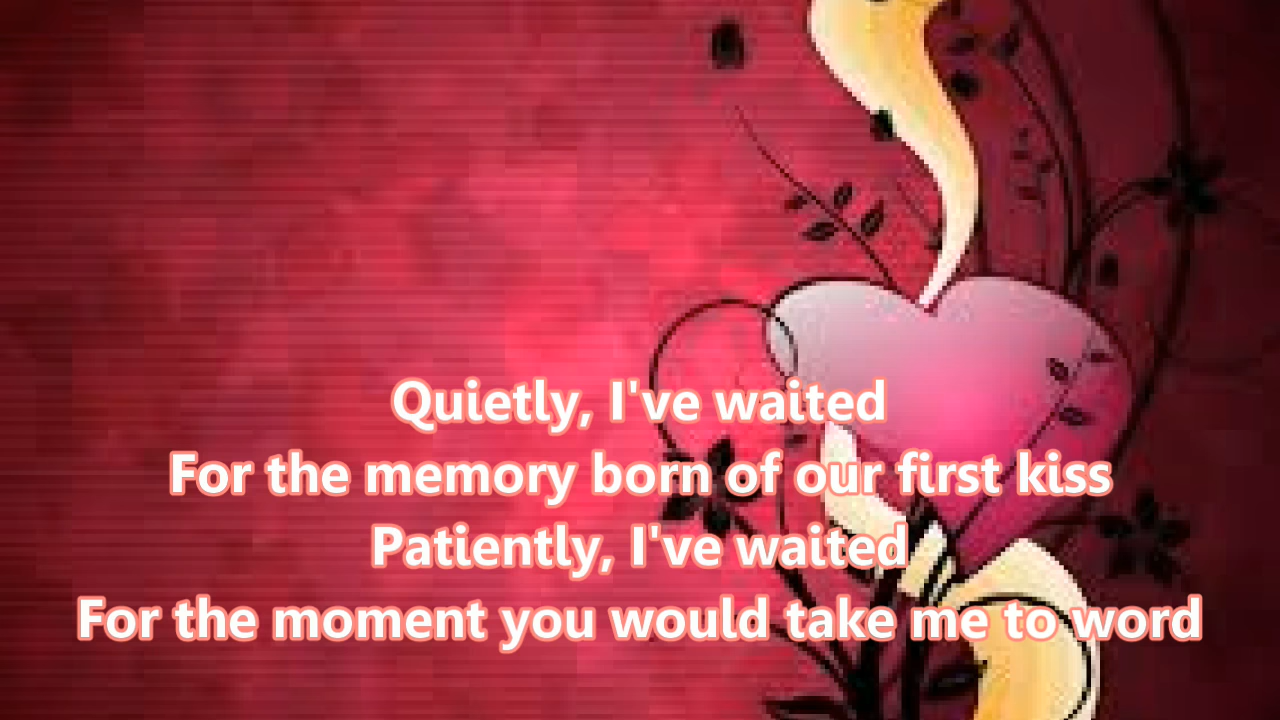 Quietly, I've waited
For the memory born of our first kiss
Patiently, I've waited
For the moment you would take me to word